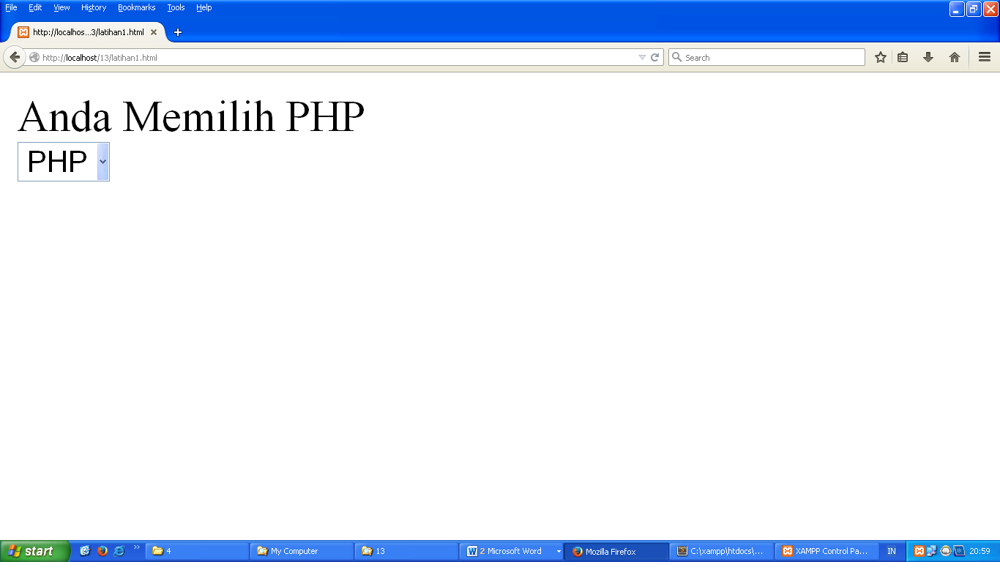 File Edit View History Bookmarks Tools Help
http://localhos...3/latihan1.html
http://localhost/13/latihan1.html
Search
Anda Memilih PHP
PHP
start
4
My Computer
13
2 Microsoft Word
Mozilla Firefox
C:\xampp\htdocs\...
XAMPP Control Pa...
IN
20:59